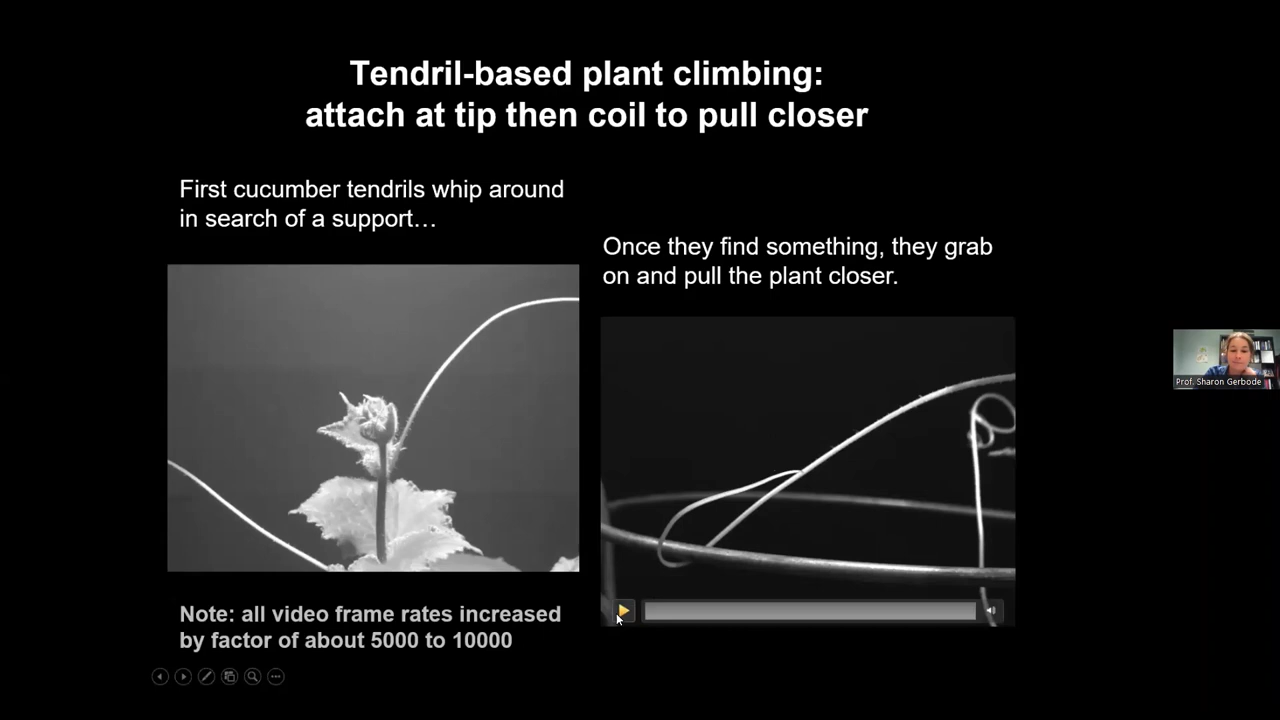 Tendril-based plant climbing:
attach at tip then coil to pull closer
First cucumber tendrils whip around
in search of a support…
Once they find something, they grab
on and pull the plant closer.
Note: all video frame rates increased
by factor of about 5000 to 10000
Prof. Sharon Gerbode